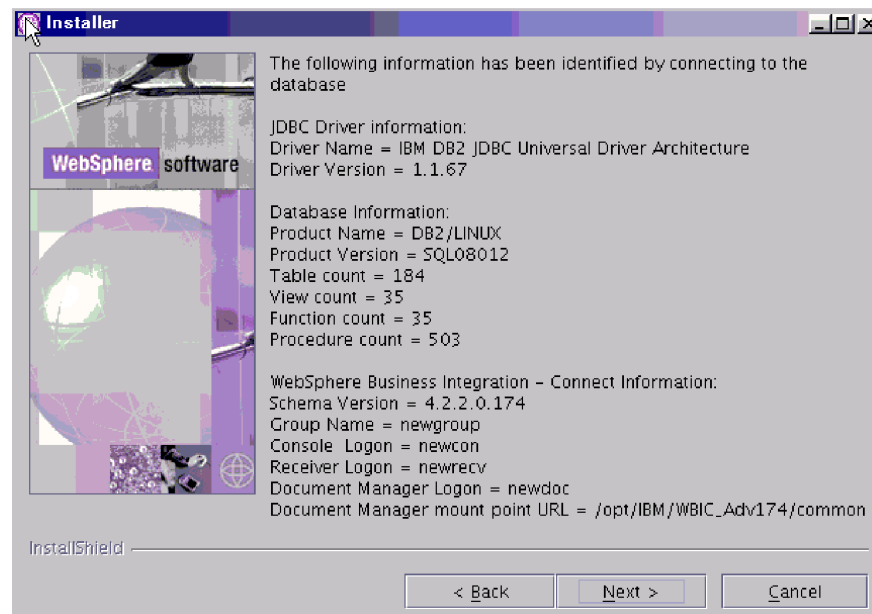 Installer
The following information has been identified by connecting to the
database
JDBC Driver information:
Driver Name = IBM DB2 JDBC Universal Driver Architecture
Driver Version = 1.1.67
WebSphere software
Database Information:
Product Name = DB2/LINUX
Product Version = SQL08012
Table count = 184
View count = 35
Function count = 35
Procedure count = 503
WebSphere Business Integration – Connect Information:
Schema Version = 4.2.2.0.174
Group Name = newgroup
Console  Logon = newcon
Receiver Logon = newrecv
Document Manager Logon = newdoc
Document Manager mount point URL = /opt/IBM/WBIC_Adv174/common
InstallShield
< Back
Next >
Cancel